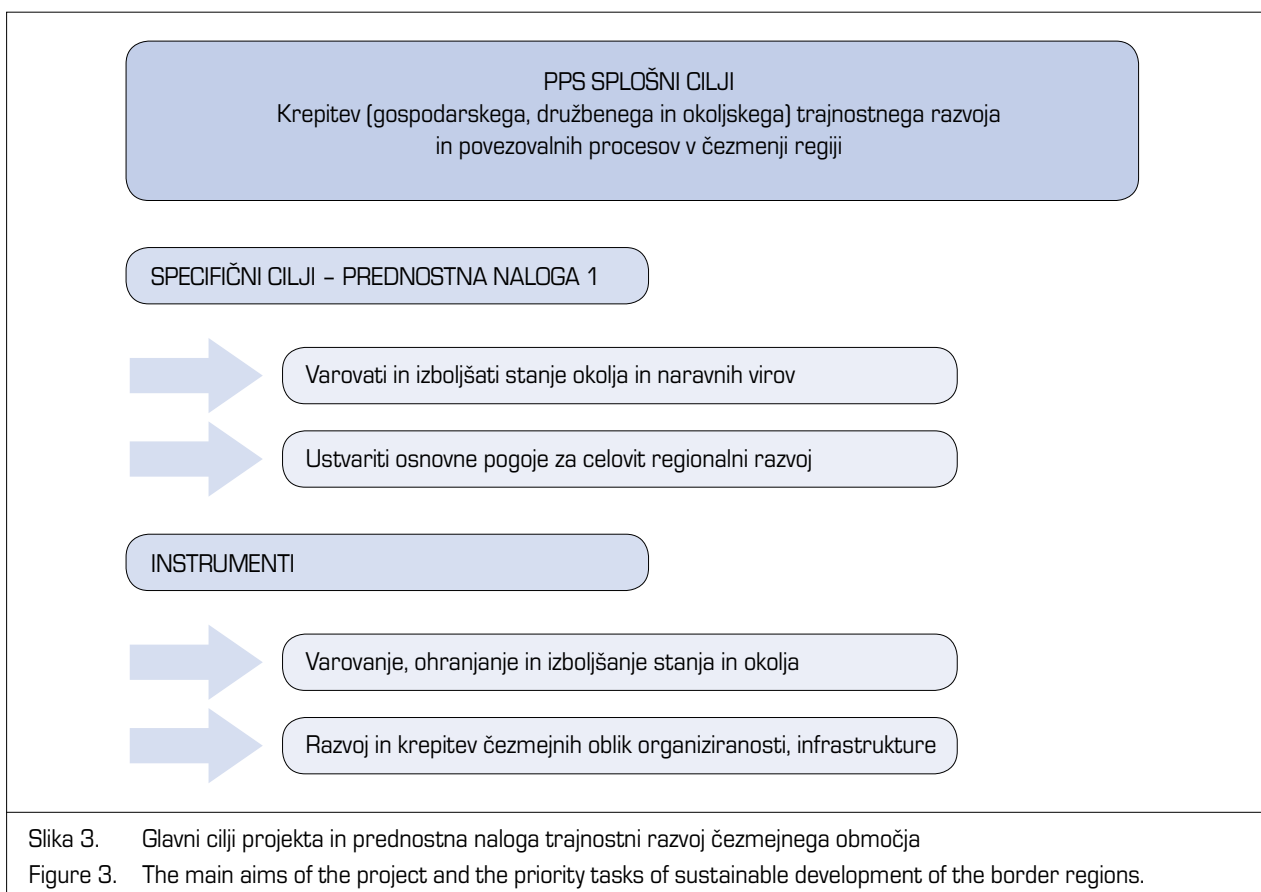 PPS SPLOŠNI CILJI
Krepitev (gospodarskega, družbenega in okoljskega) trajnostnega razvoja
in povezovalnih procesov v čezmenji regiji
SPECIFIČNI CILJI – PREDNOSTNA NALOGA 1
Varovati in izboljšati stanje okolja in naravnih virov
Ustvariti osnovne pogoje za celovit regionalni razvoj
INSTRUMENTI
Varovanje, ohranjanje in izboljšanje stanja in okolja
Razvoj in krepitev čezmejnih oblik organiziranosti, infrastrukture
Slika 3. Glavni cilji projekta in prednostna naloga trajnostni razvoj čezmejnega območja
Figure 3. The main aims of the project and the priority tasks of sustainable development of the border regions.